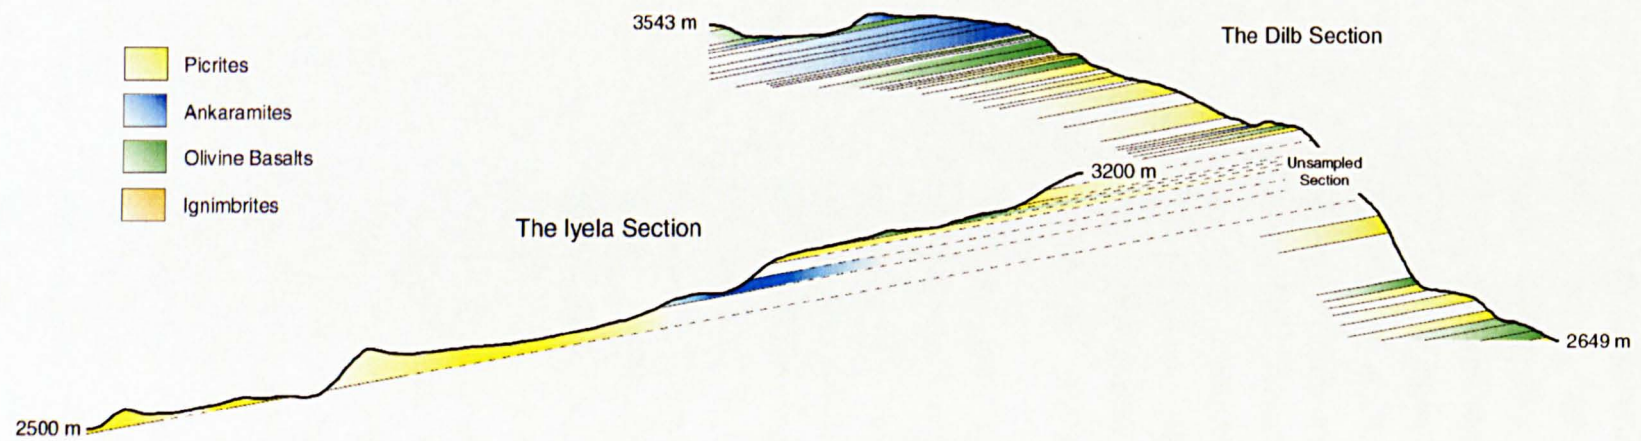 3543 m
The Dilb Section
Picrites
Ankaramites
Olivine Basalts
Ignimbrites
Unsampled
Section
3200 m
The Iyela Section
2649 m
2500 m